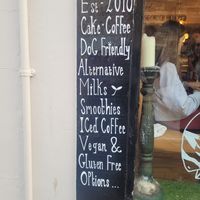 Est-2010
Cake-Coffee
DoG Friendly
Alternative
Milks
Smoothies
ICed Coffee
Vegan &
Gluten Free
Options...